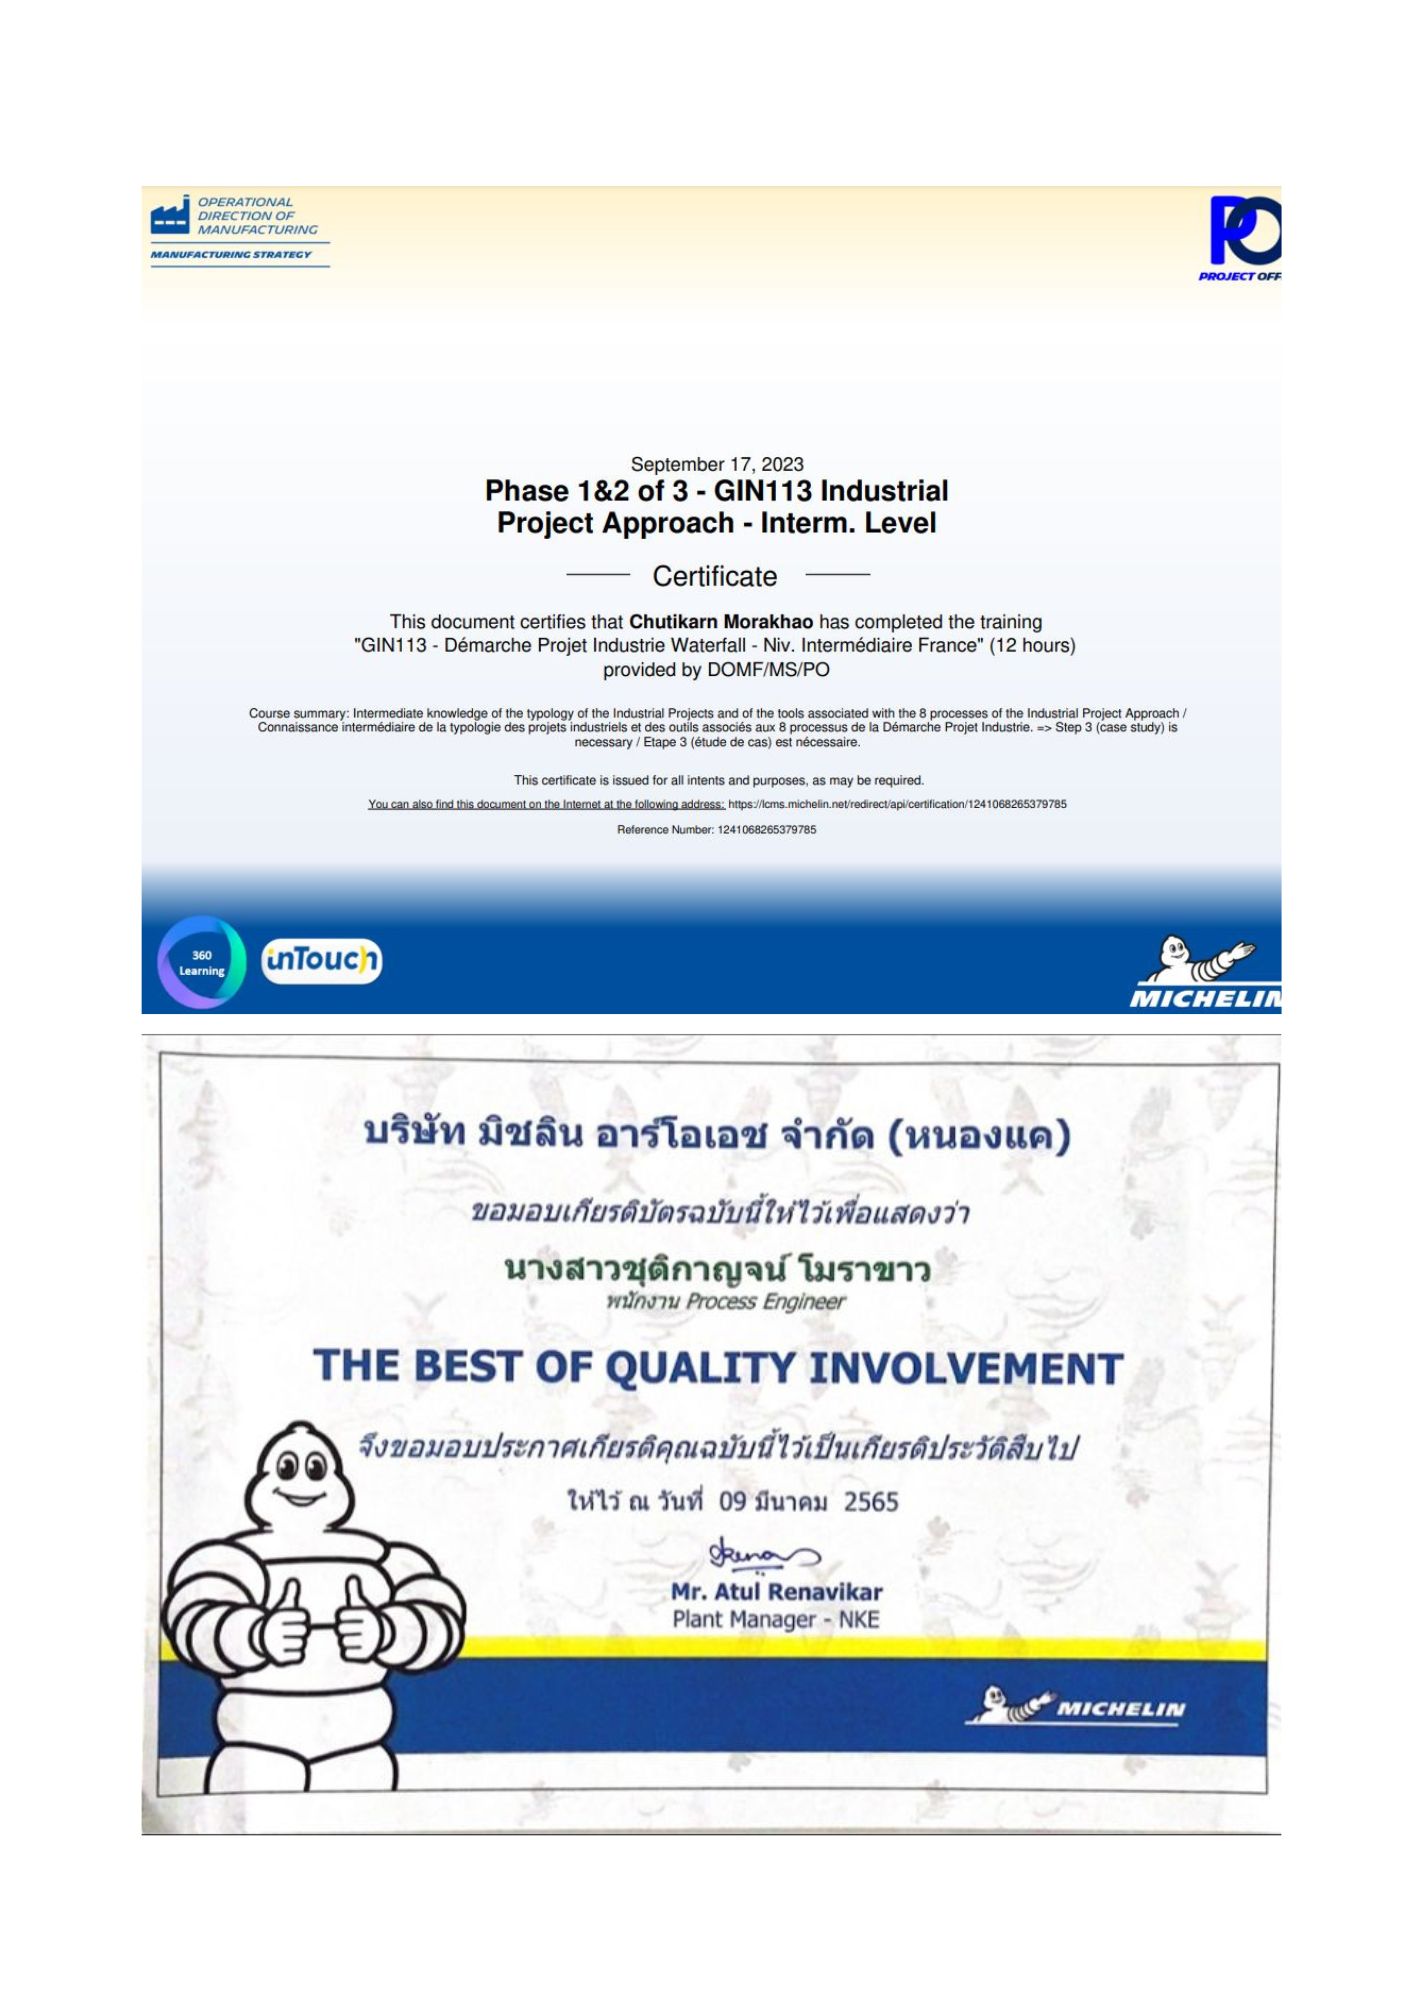 OPERATIONAL
DIRECTION OF
MANUFACTURING
MANUFACTURING STRATEGY
PO
PROJECT OFF
September 17, 2023
Phase 1&2 of 3 - GIN113 Industrial
Project Approach - Interm. Level
Certificate
This document certifies that Chutikarn Morakhao has completed the training
"GIN113 - Démarche Projet Industrie Waterfall - Niv. Intermédiaire France" (12 hours)
provided by DOMF/MS/PO
Course summary: Intermediate knowledge of the typology of the Industrial Projects and of the tools associated with the 8 processes of the Industrial Project Approach /
Connaissance intermédiaire de la typologie des projets industriels et des outils associés aux 8 processus de la Démarche Projet Industrie. => Step 3 (case study) is
necessary / Etape 3 (étude de cas) est nécessaire.
This certificate is issued for all intents and purposes, as may be required.
You can also find this document on the Internet at the following address: https://lcms.michelin.net/redirect/api/certification/1241068265379785
Reference Number: 1241068265379785
360
Learning
inTouch
MICHELIN
บริษัท มิชลิน อาร์โอเอช จำกัด (หนองแค)
ขอมอบเกียรติบัตรฉบับนี้ให้ไว้เพื่อแสดงว่า
นางสาวชุติกาญจน์ โมราขาว
พนักงาน Process Engineer
THE BEST OF QUALITY INVOLVEMENT
จึงขอมอบประกาศเกียรติคุณฉบับนี้ไว้เป็นเกียรติประวัติสืบไป
ให้ไว้ ณ วันที่ 09 มีนาคม 2565
Mr. Atul Renavikar
Plant Manager - NKE
MICHELIN